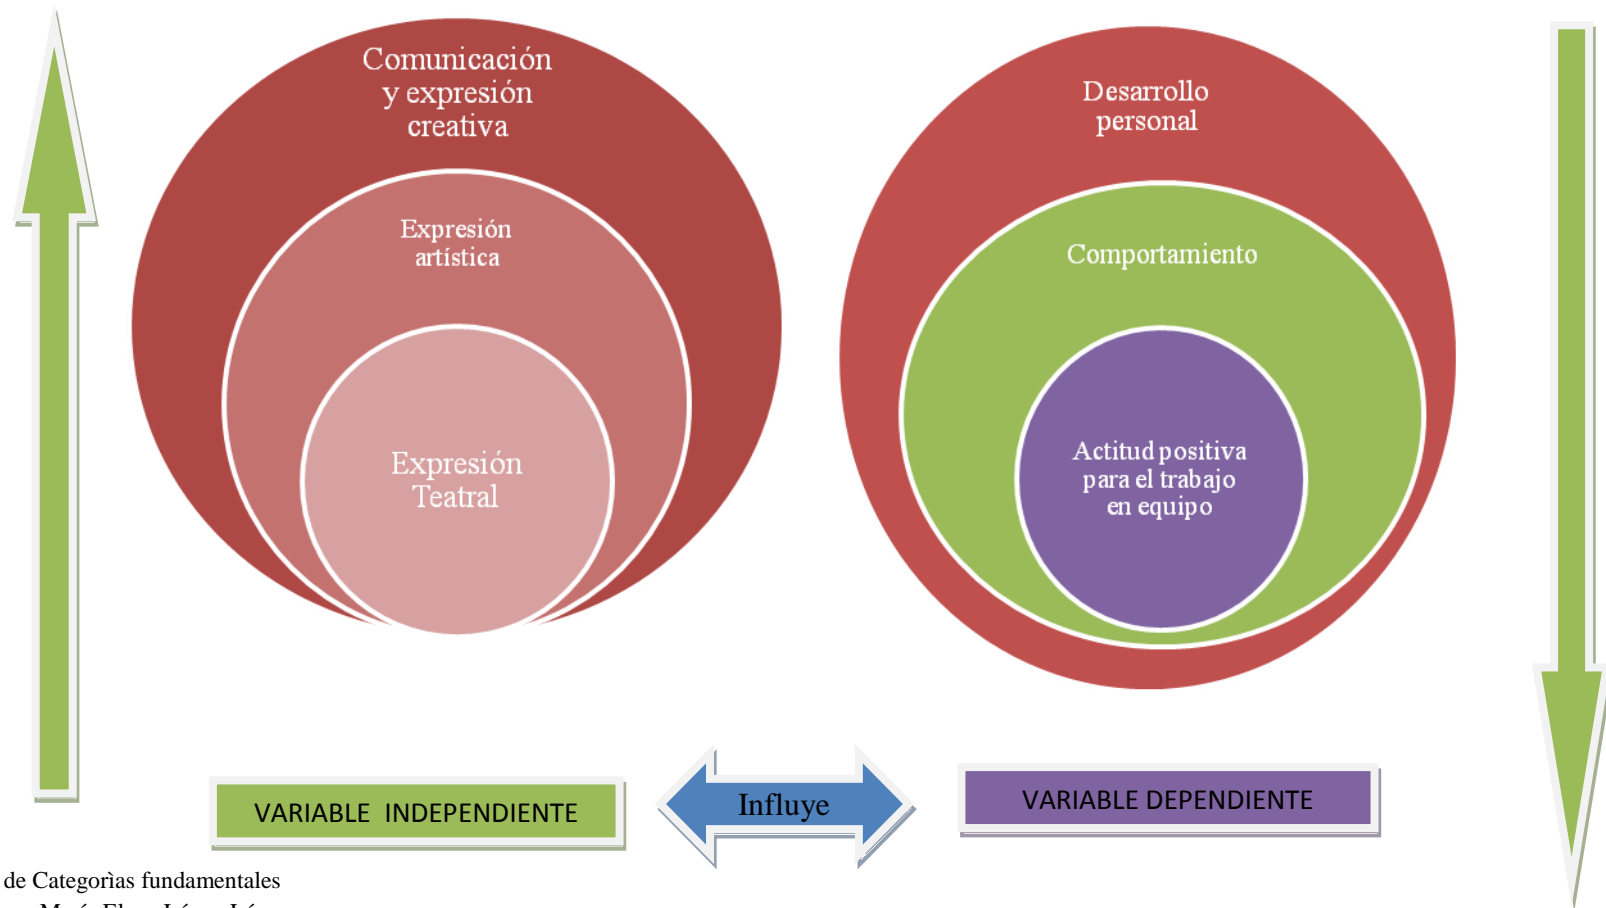 Comunicación
y expresión
creativa
Expresión
artística
Expresión
Teatral
Desarrollo
personal
Comportamiento
Actitud positiva
para el trabajo
en equipo
VARIABLE  INDEPENDIENTE
Influye
VARIABLE DEPENDIENTE
de Categorìas fundamentales